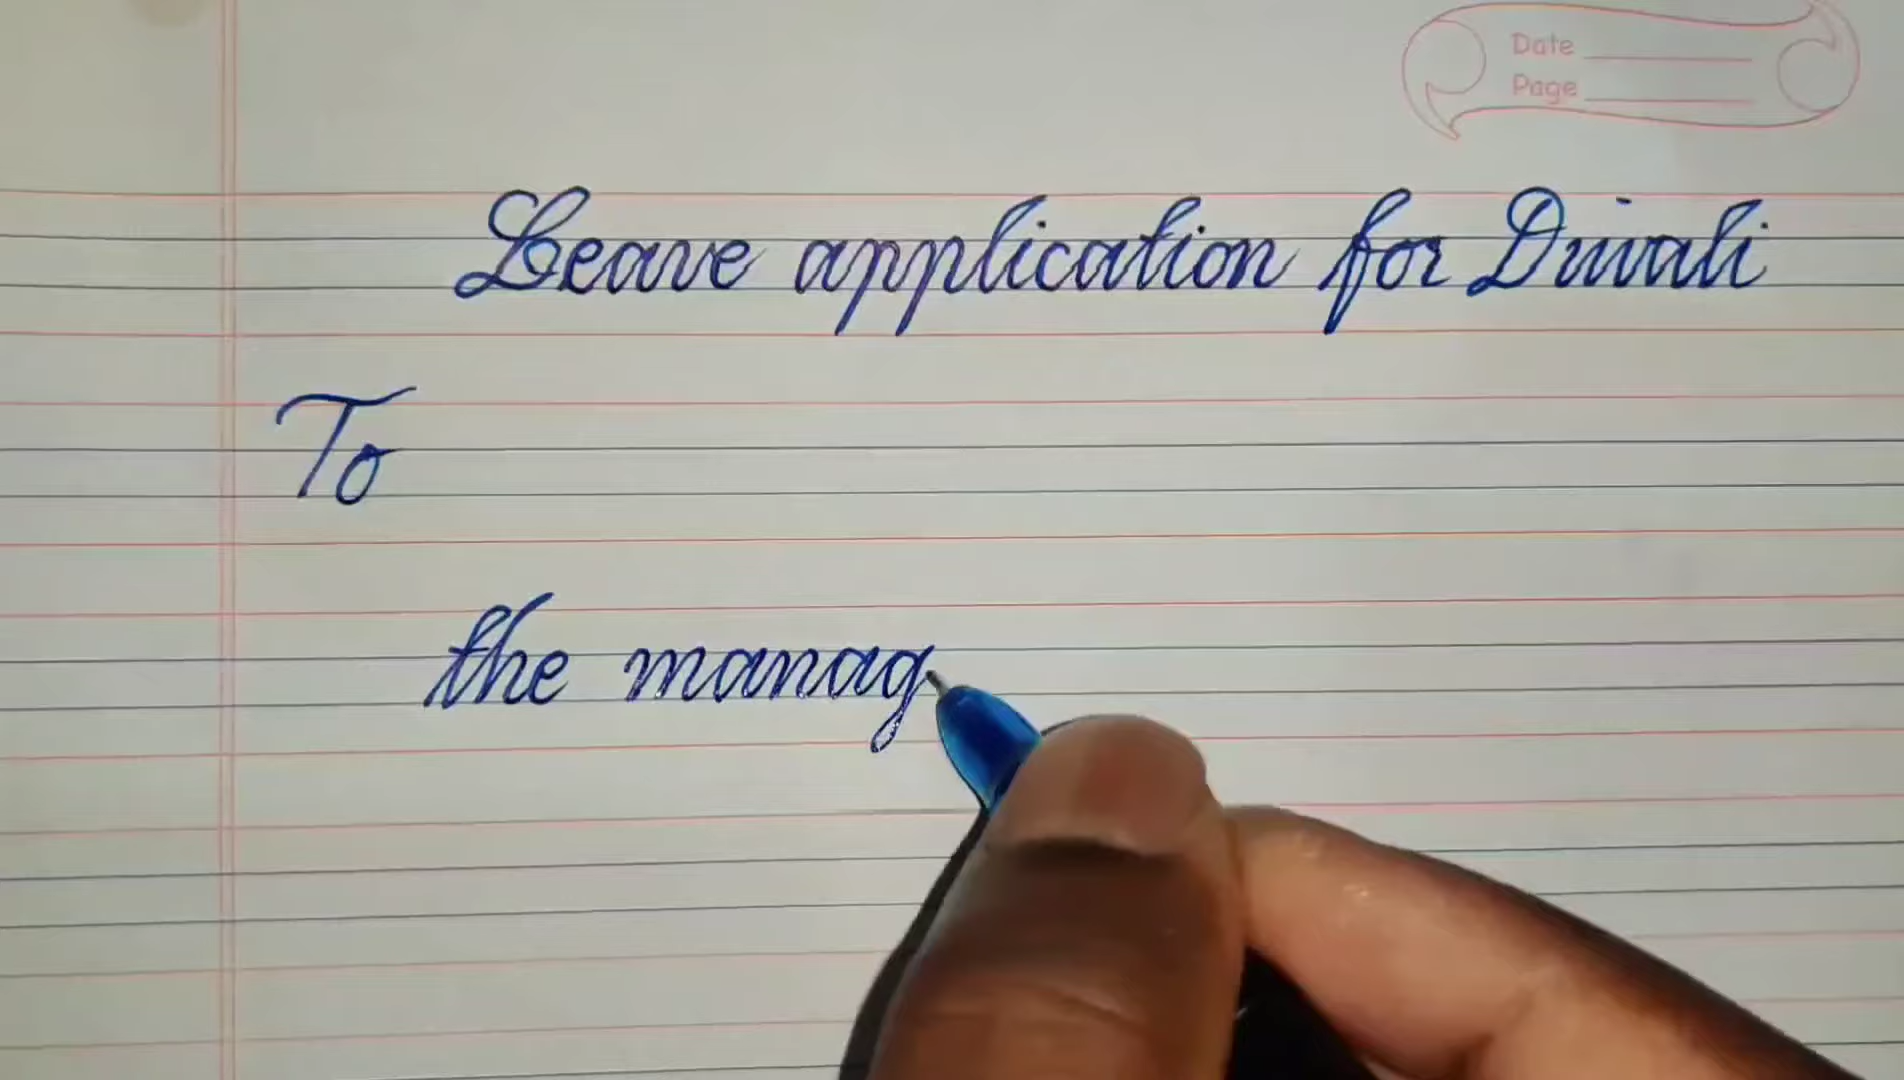 Date
Page
Leave application for Diwali
To
the manag